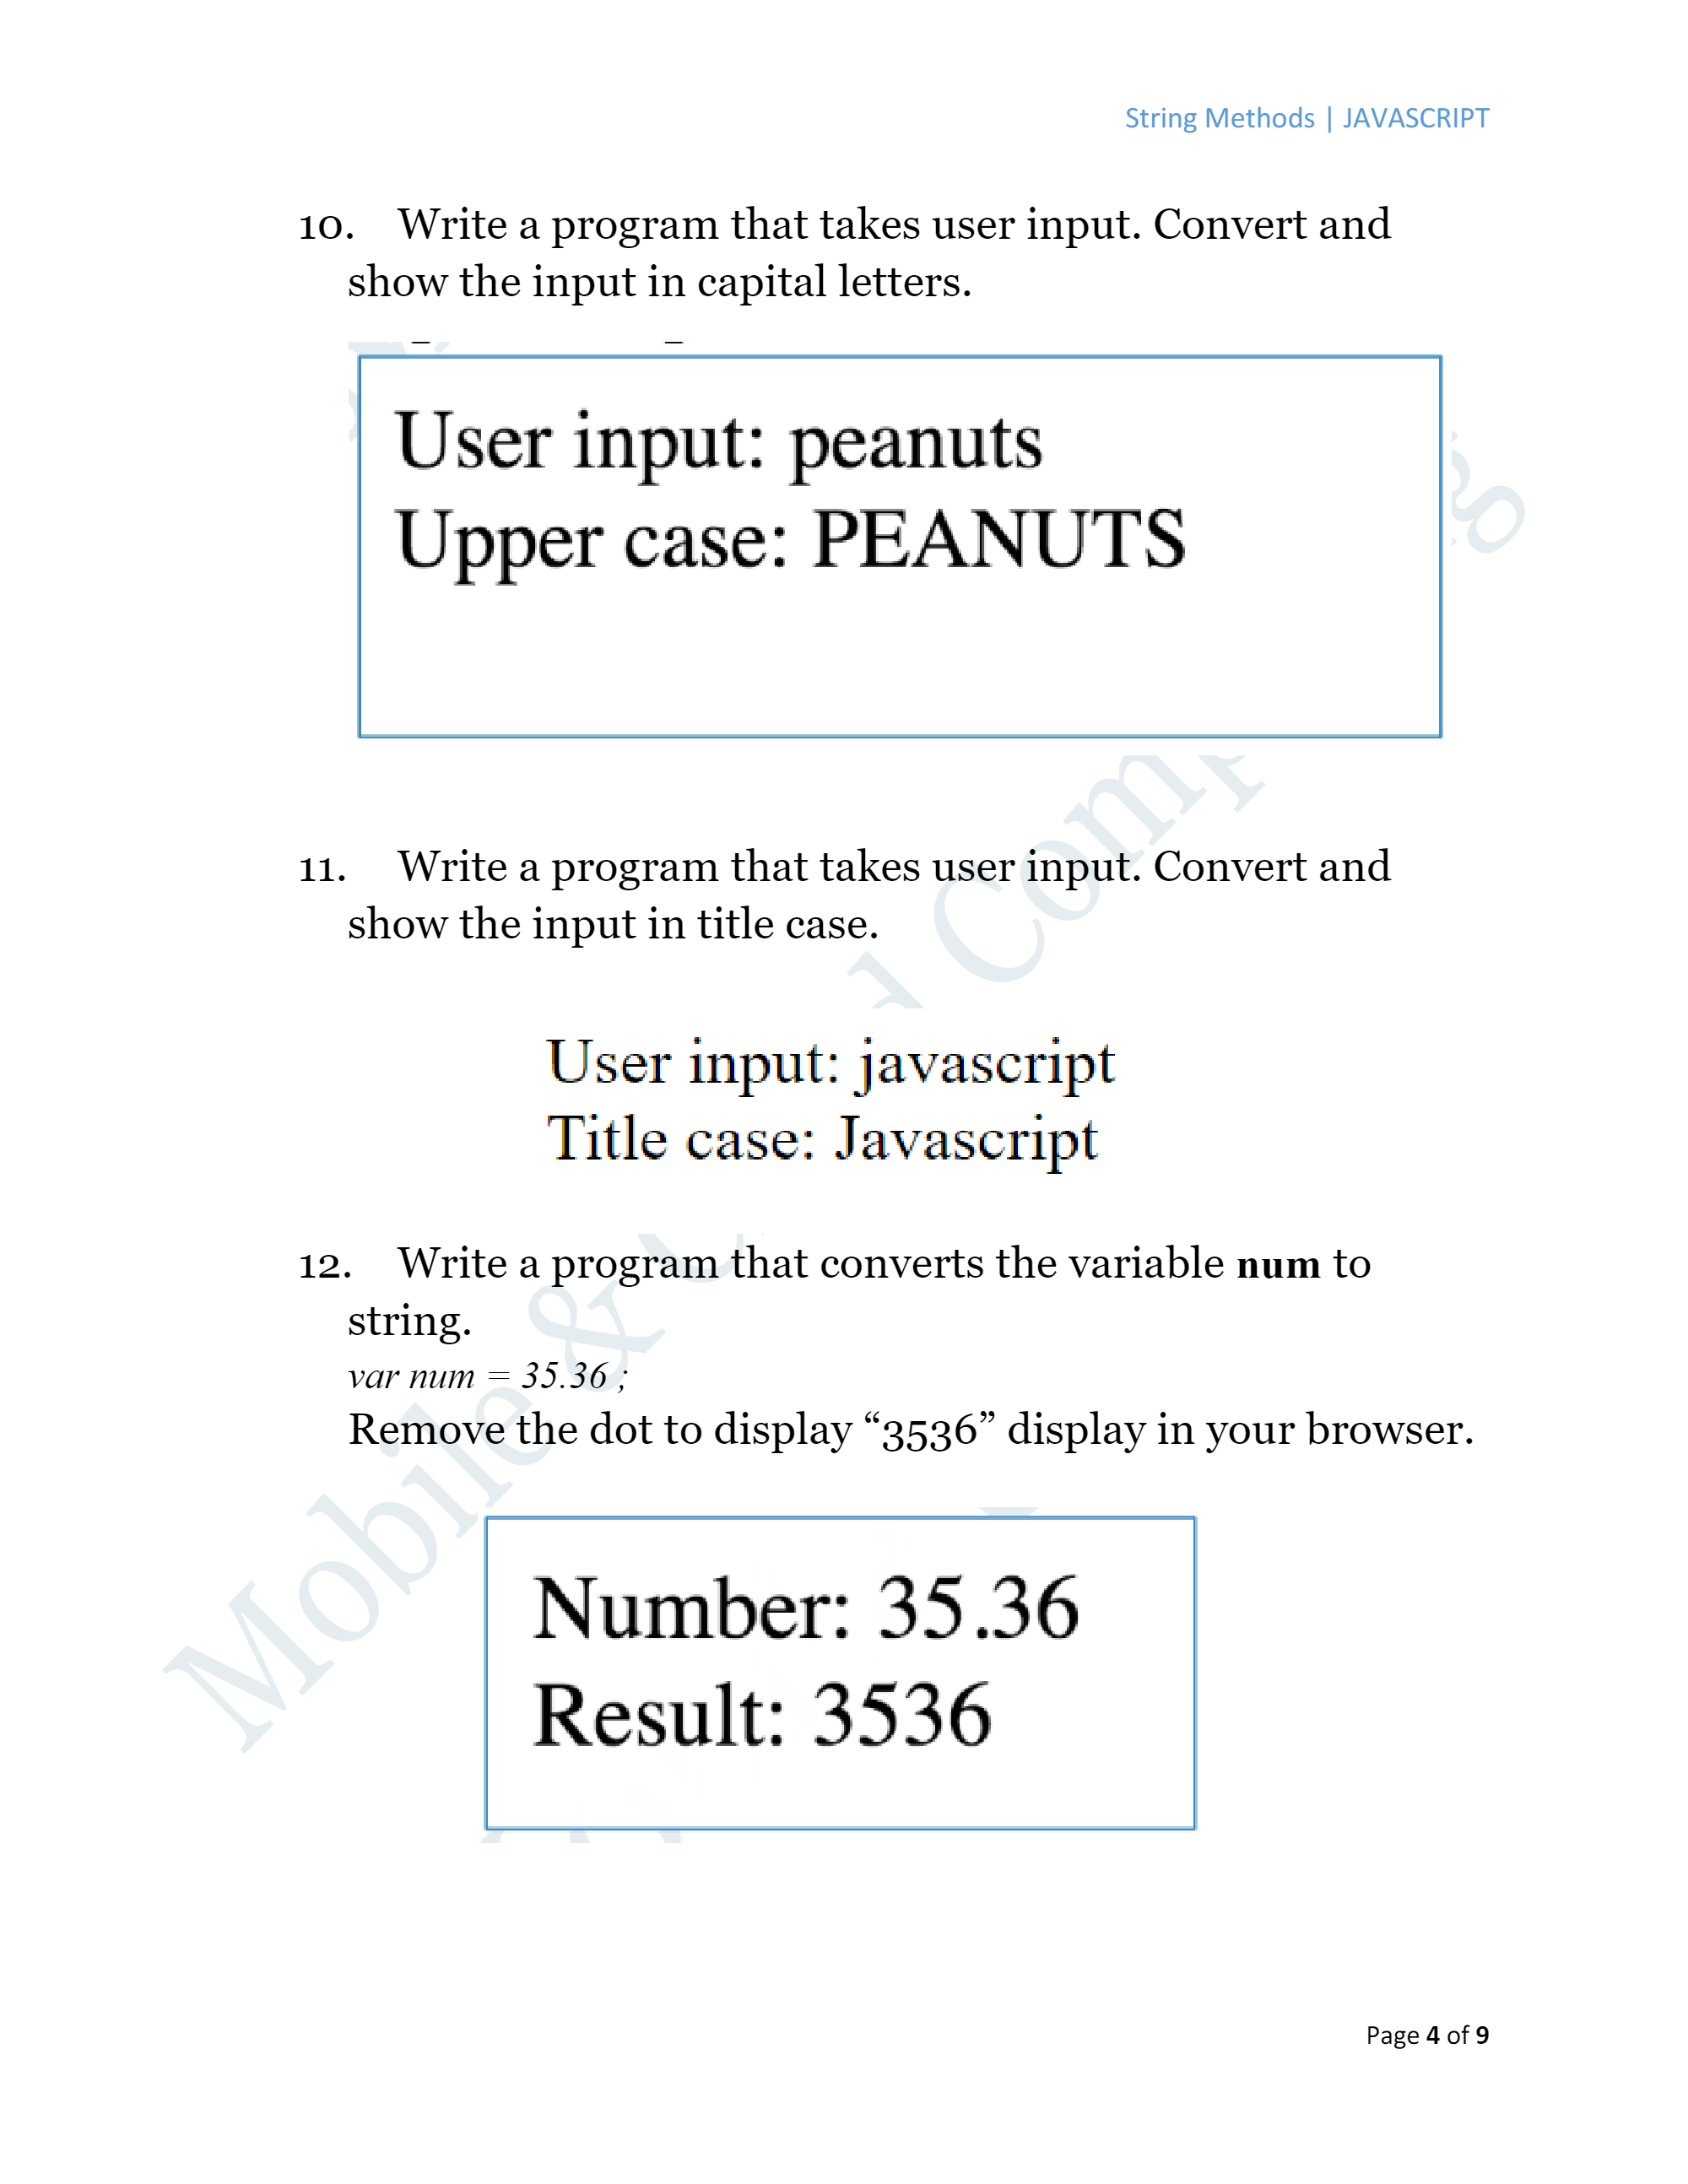 String Methods | JAVASCRIPT
10. Write a program that takes user input. Convert and
show the input in capital letters.
User input: peanuts
Upper case: PEANUTS
11. Write a program that takes user input. Convert and
show the input in title case.
User input: javascript
Title case: Javascript
12. Write a program that converts the variable num to
string.
var num = 35.36 ;
Remove the dot to display “3536” display in your browser.
Number: 35.36
Result: 3536
Mobile &
Page 4 of 9